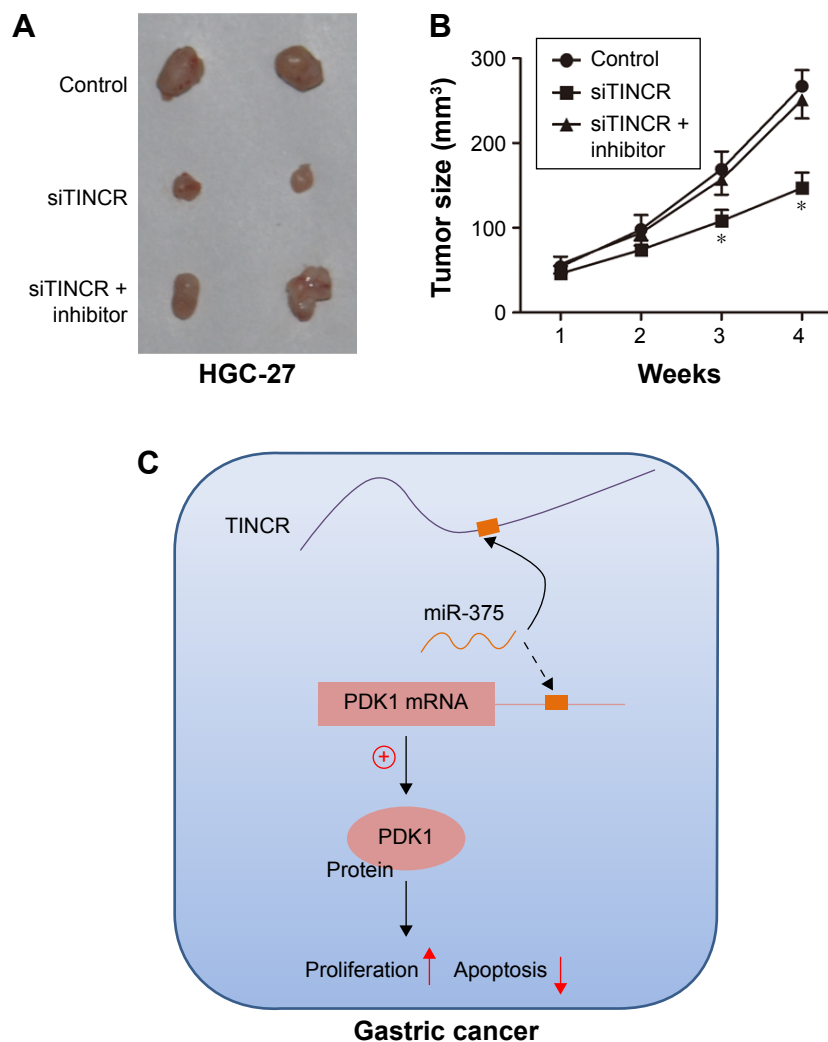 A
Control
siTINCR
siTINCR +
inhibitor
HGC-27
B
Tumor size (mm³)
300
200
100
0
Control
siTINCR
siTINCR +
inhibitor
*
*
1 2 3 4
Weeks
C
TINCR
miR-375
PDK1 mRNA
+
PDK1
Protein
Proliferation Apoptosis
Gastric cancer